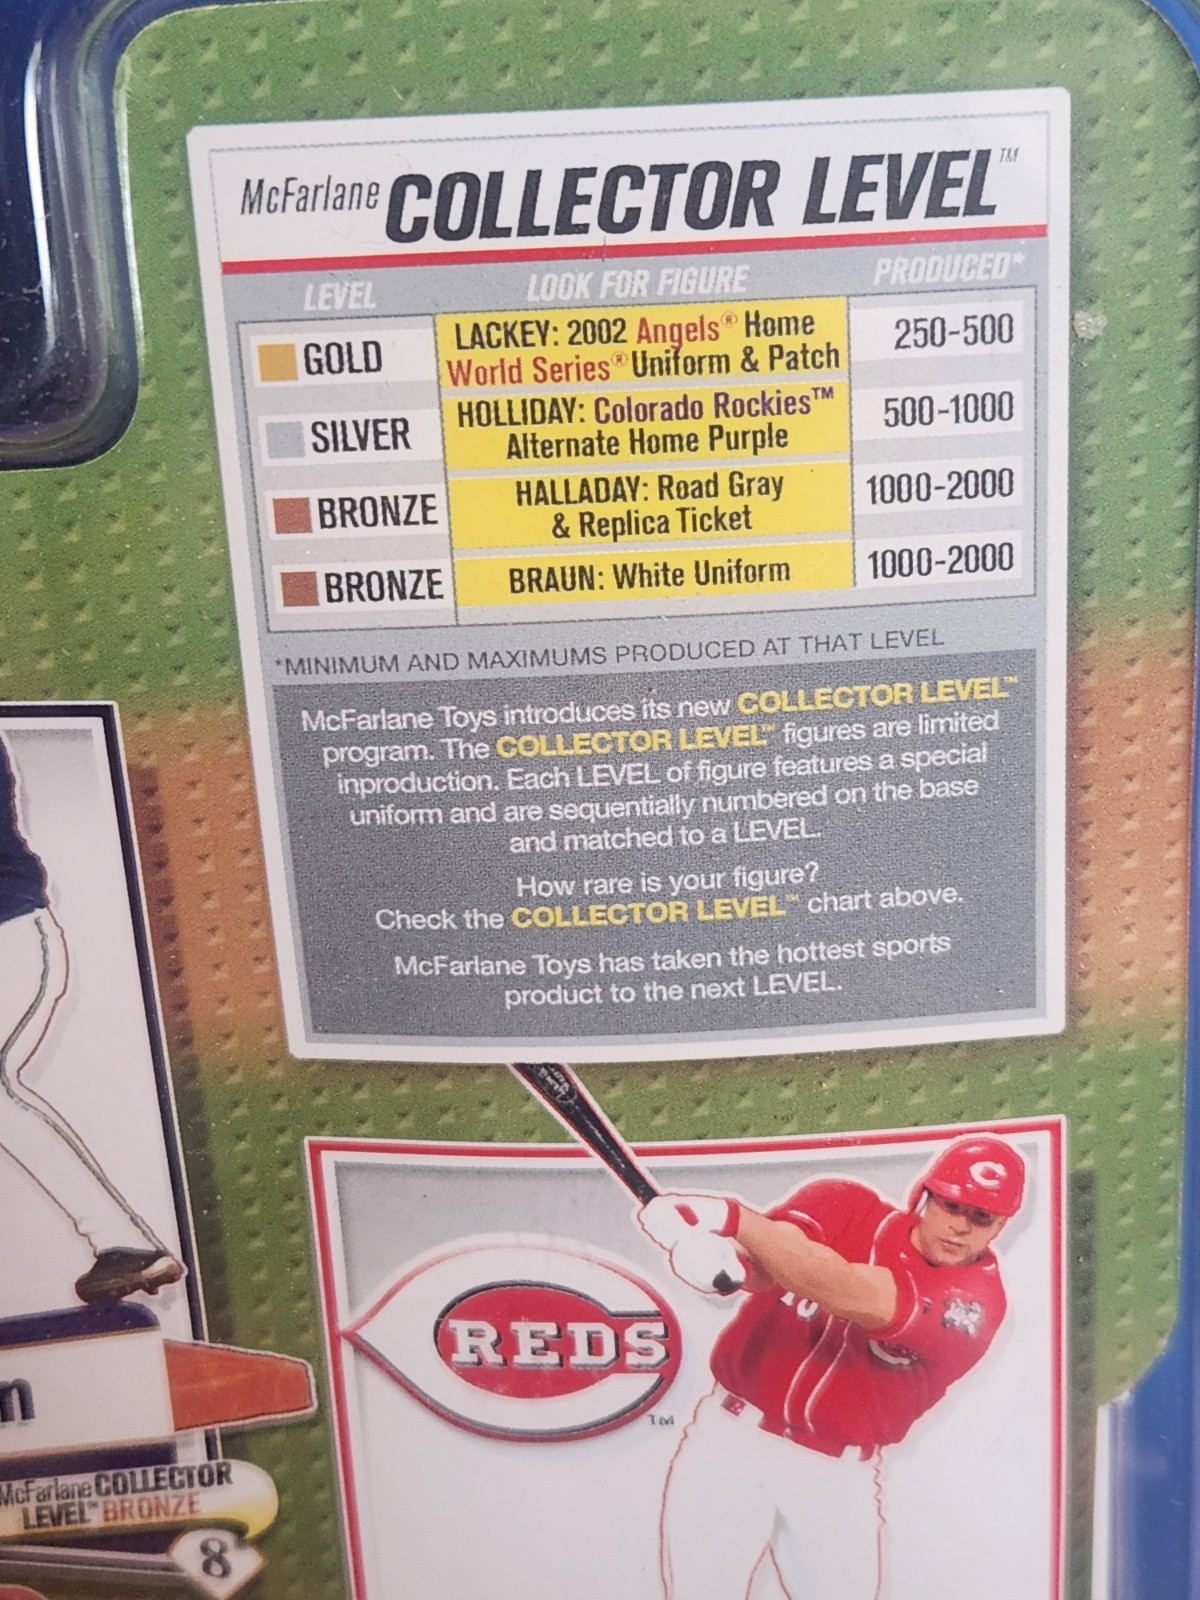 McFarlane COLLECTOR LEVEL™
LEVEL LOOK FOR FIGURE PRODUCED*
GOLD
LACKEY: 2002 Angels® Home
World Series® Uniform & Patch
250-500
SILVER
HOLLIDAY: Colorado Rockies™
Alternate Home Purple
500-1000
BRONZE
HALLADAY: Road Gray
& Replica Ticket
1000-2000
BRONZE
BRAUN: White Uniform
1000-2000
*MINIMUM AND MAXIMUMS PRODUCED AT THAT LEVEL
McFarlane Toys introduces its new COLLECTOR LEVEL™
program. The COLLECTOR LEVEL™ figures are limited
inproduction. Each LEVEL of figure features a special
uniform and are sequentially numbered on the base
and matched to a LEVEL.
How rare is your figure?
Check the COLLECTOR LEVEL™ chart above.
McFarlane Toys has taken the hottest sports
product to the next LEVEL.
C
REDS
TM
n
McFarlane COLLECTOR
LEVEL™ BRONZE
8